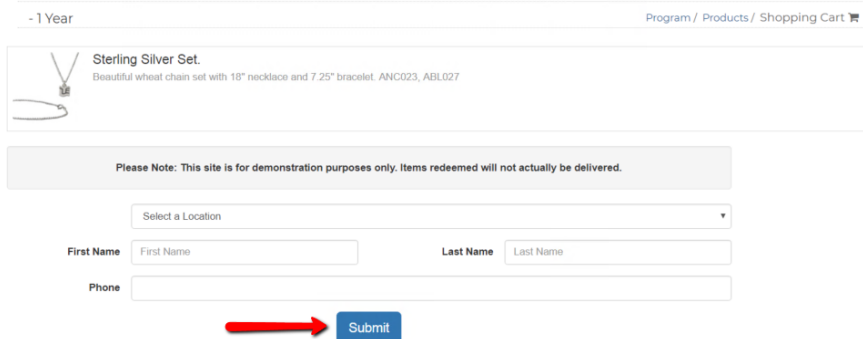 - 1 Year
Program / Products / Shopping Cart
Sterling Silver Set.
Beautiful wheat chain set with 18" necklace and 7.25" bracelet. ANC023, ABL027
Please Note: This site is for demonstration purposes only. Items redeemed will not actually be delivered.
Select a Location
First Name First Name Last Name Last Name
Phone
Submit